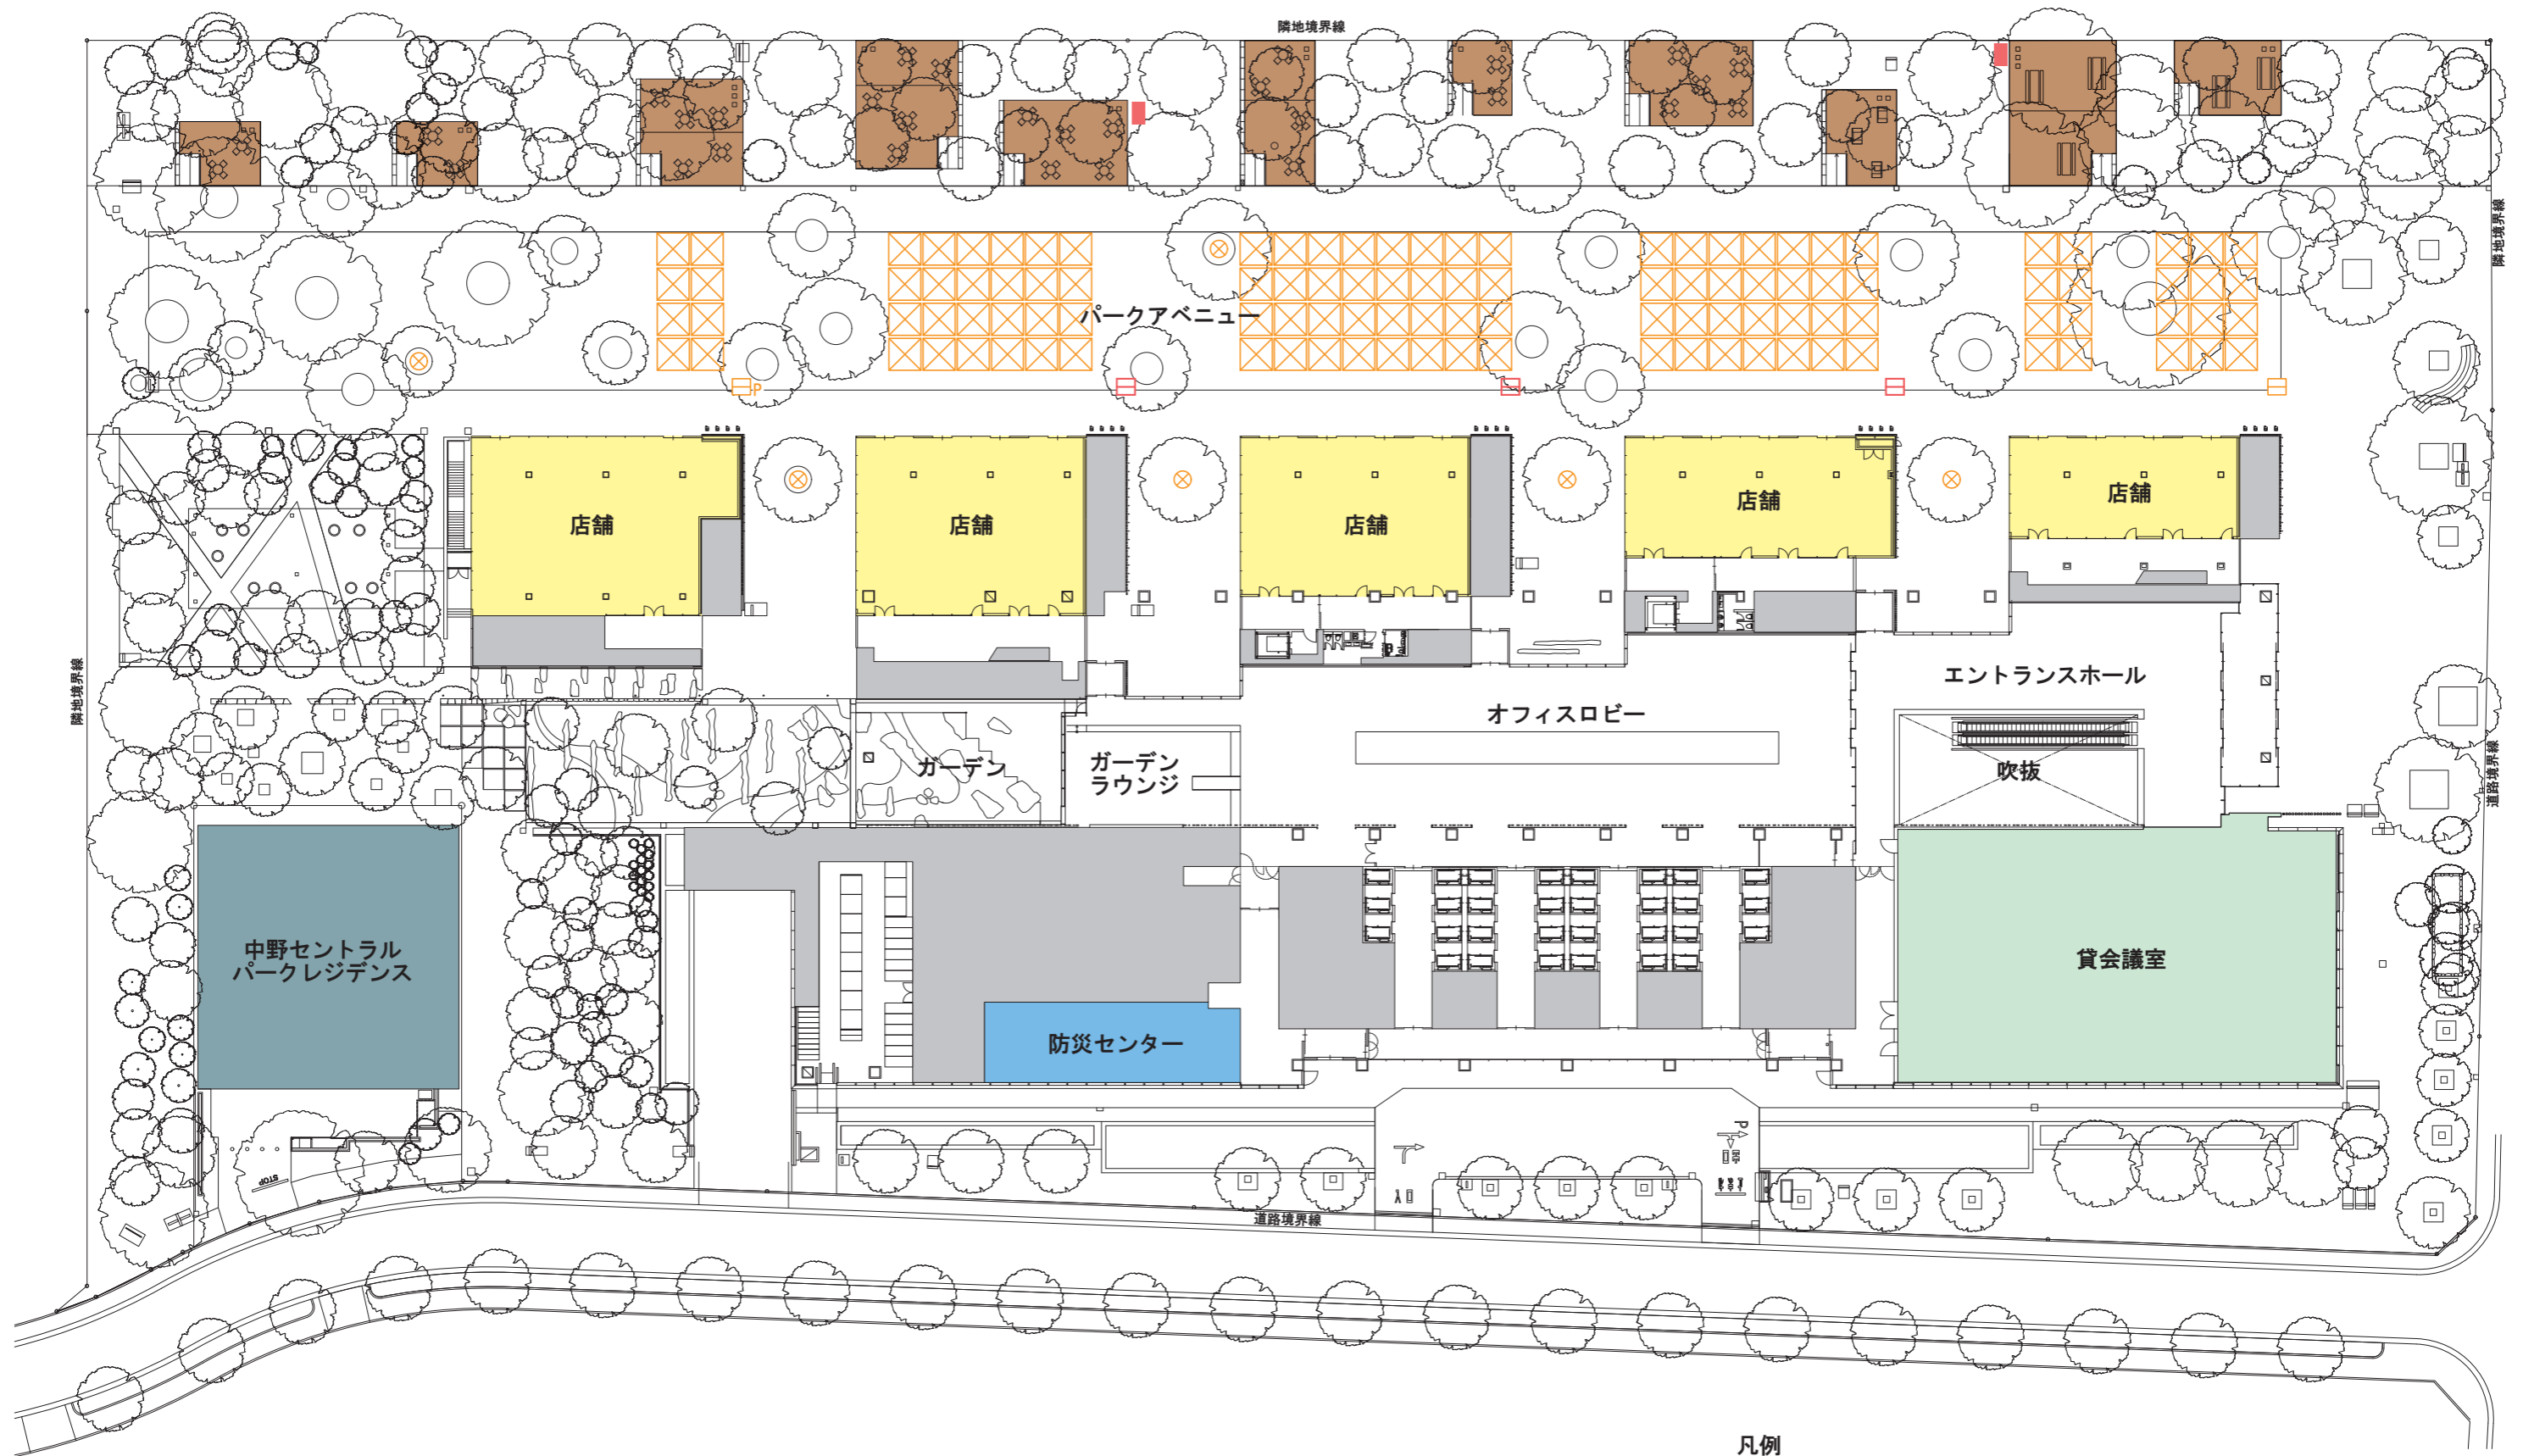 隣地境界線
隣地境界線
パークアベニュー
P
店舗
店舗
店舗
店舗
店舗
隣地境界線
エントランスホール
オフィスロビー
ガーデン
ガーデン
ラウンジ
吹抜
道路境界線
中野セントラル
パークレジデンス
貸会議室
防災センター
P
STOP
道路境界線
凡例